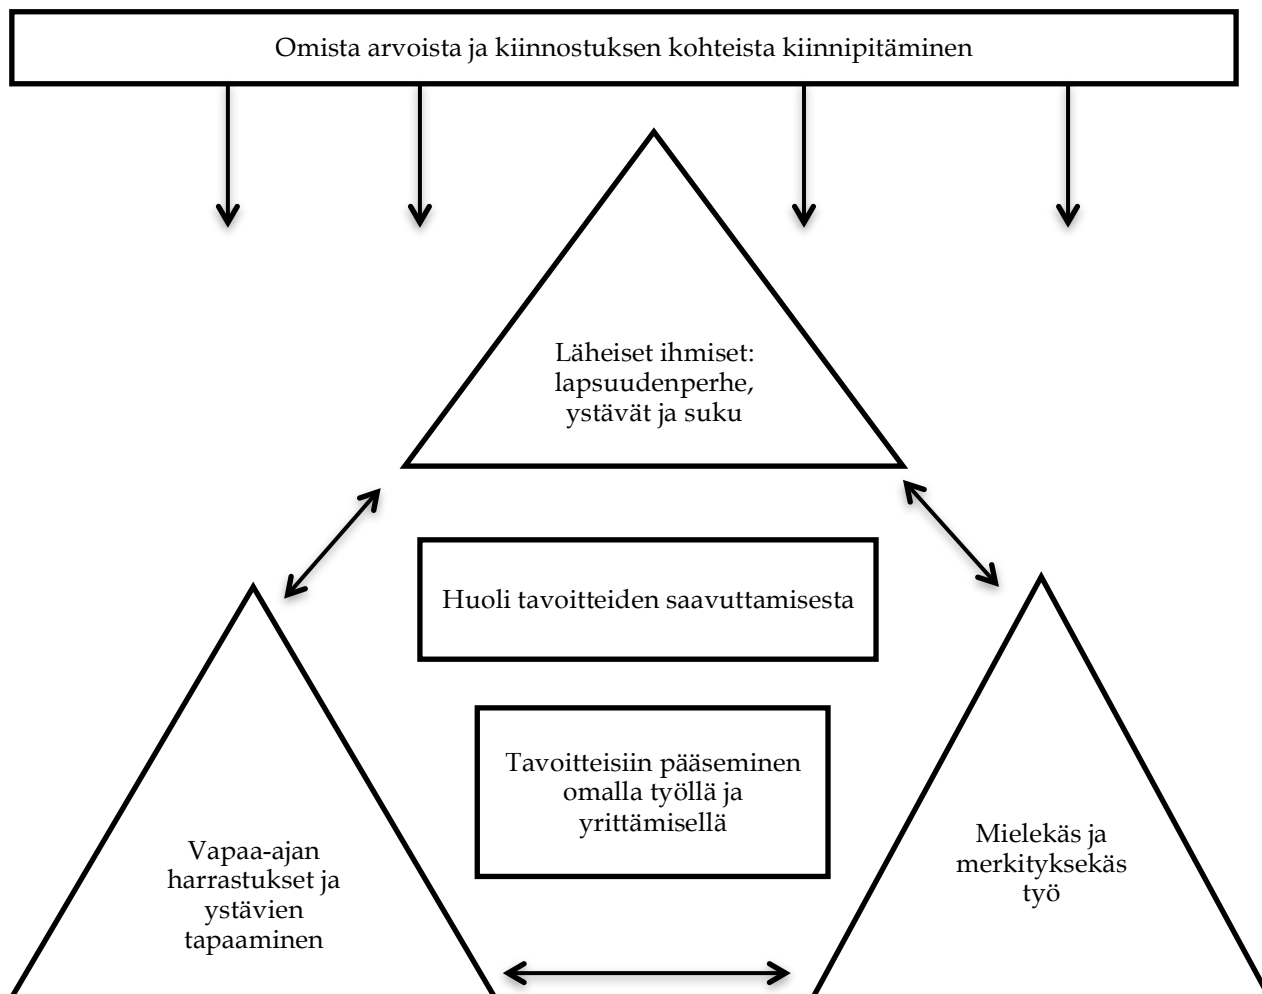 Omista arvoista ja kiinnostuksen kohteista kiinnipitäminen
Läheiset ihmiset:
lapsuudenperhe,
ystävät ja suku
Huoli tavoitteiden saavuttamisesta
Tavoitteisiin pääseminen
omalla työllä ja
yrittämisellä
Vapaa-ajan
harrastukset ja
ystävien
tapaaminen
Mielekäs ja
merkityksekäs
työ